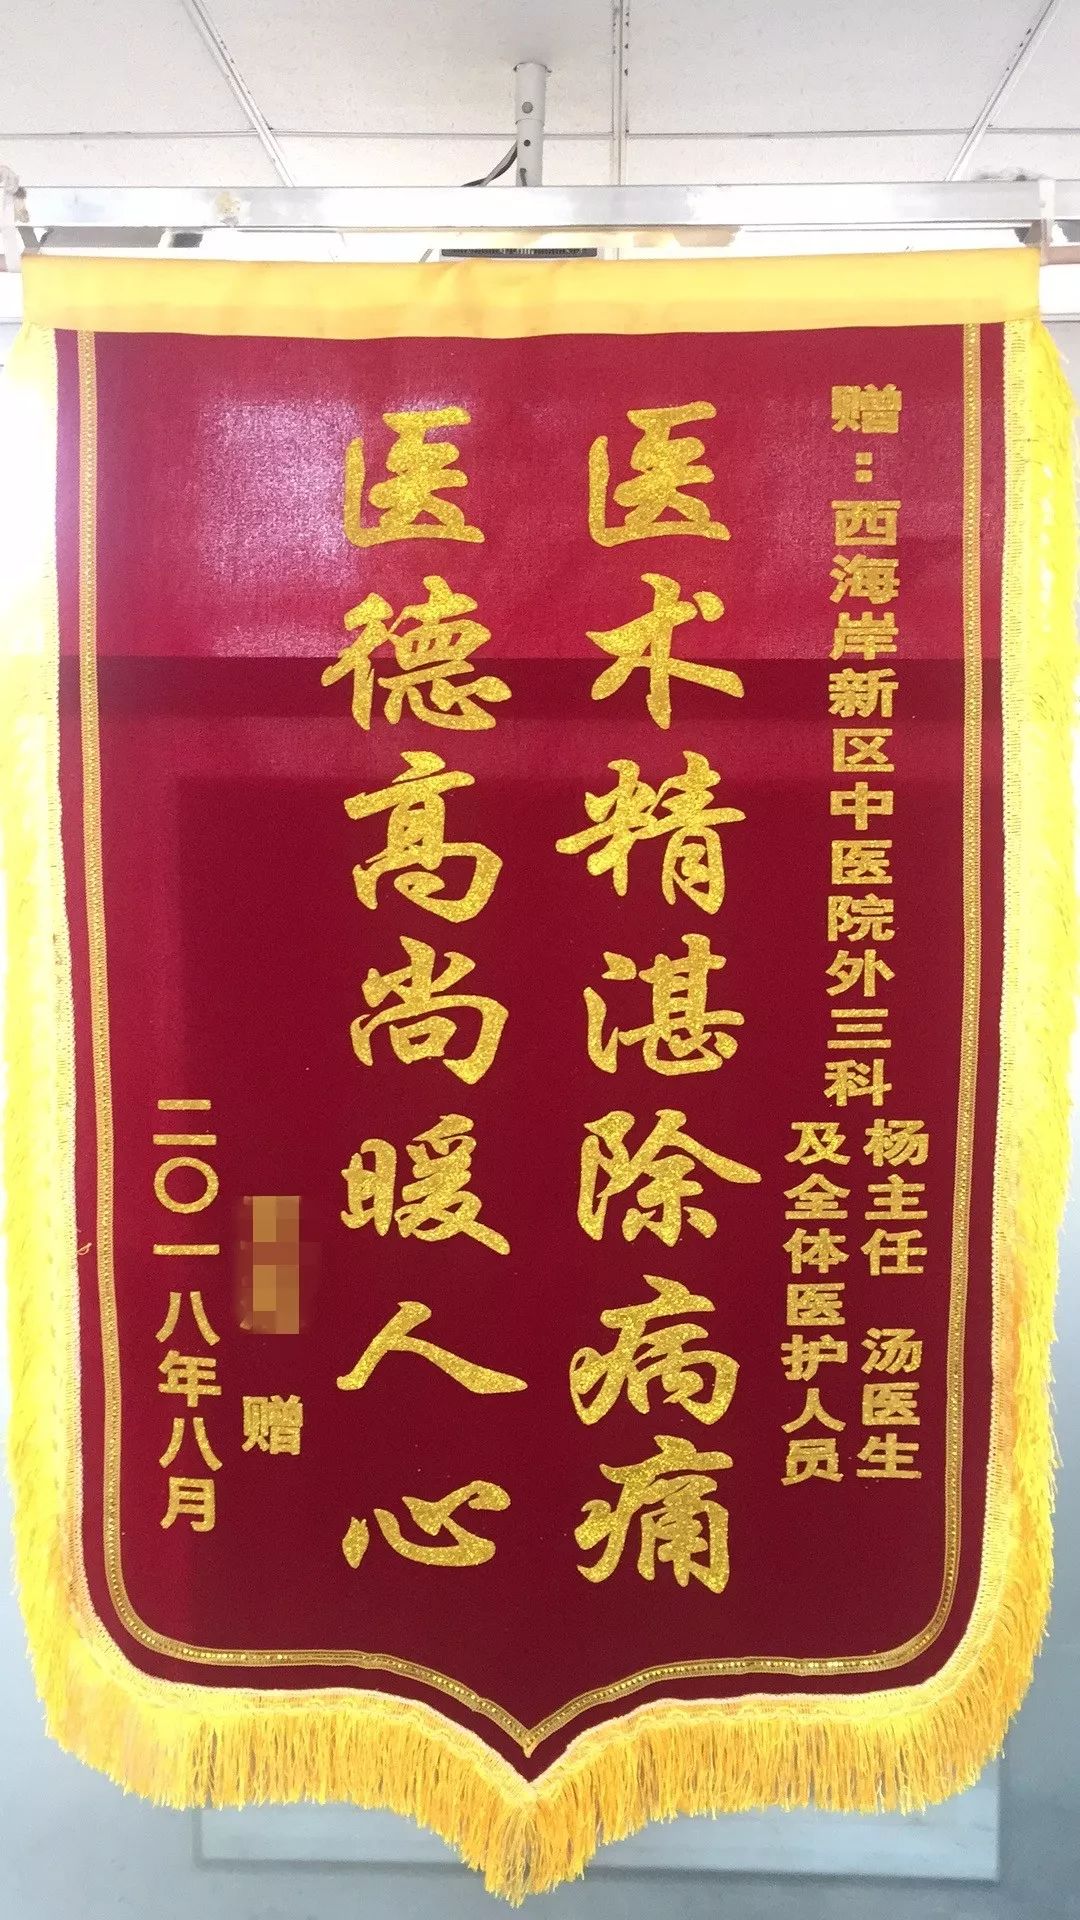 赠：西海岸新区中医院外三科
杨主任 汤医生
及全体医护人员
医术精湛除病痛
医德高尚暖人心
赠
二〇一八年八月